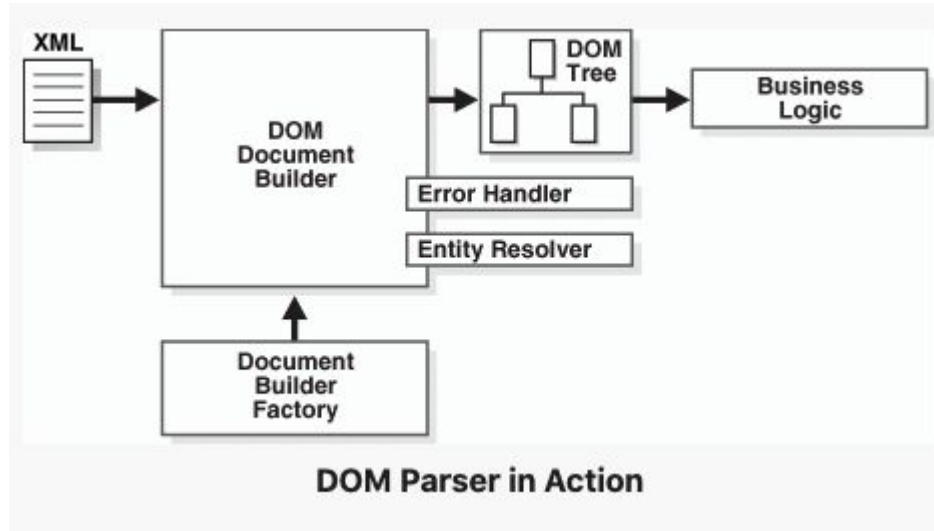 XML
DOM
Document
Builder
DOM
Tree
Business
Logic
Error Handler
Entity Resolver
Document
Builder
Factory
DOM Parser in Action